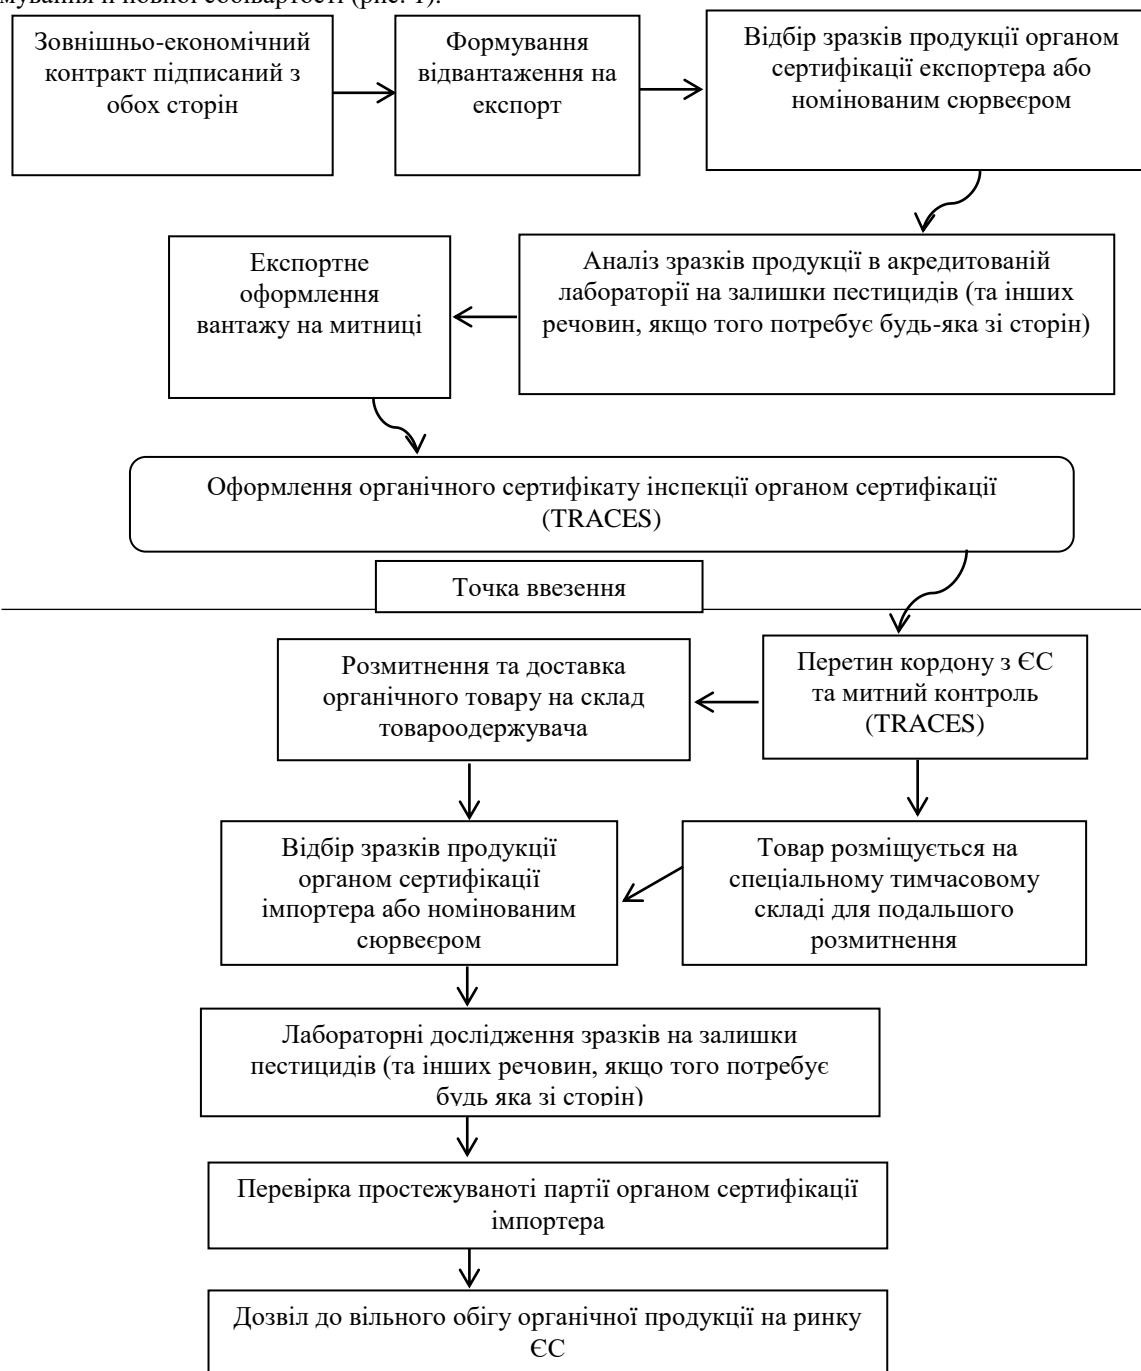 мування її повної собівартості (рис. 1).
Зовнішньо-економічний
контракт підписаний з
обох сторін
Формування
відвантаження на
експорт
Відбір зразків продукції органом
сертифікації експортера або
номінованим сюрвеєром
Експортне
оформлення
вантажу на митниці
Аналіз зразків продукції в акредитованій
лабораторії на залишки пестицидів (та інших
речовин, якщо того потребує будь-яка зі сторін)
Оформлення органічного сертифікату інспекції органом сертифікації
(TRACES)
Точка ввезення
Розмитнення та доставка
органічного товару на склад
товароодержувача
Перетин кордону з ЄС
та митний контроль
(TRACES)
Відбір зразків продукції
органом сертифікації
імпортера або номінованим
сюрвеєром
Товар розміщується на
спеціальному тимчасовому
складі для подальшого
розмитнення
Лабораторні дослідження зразків на залишки
пестицидів (та інших речовин, якщо того потребує
будь яка зі сторін)
Перевірка простежуваноті партії органом сертифікації
імпортера
Дозвіл до вільного обігу органічної продукції на ринку
ЄС